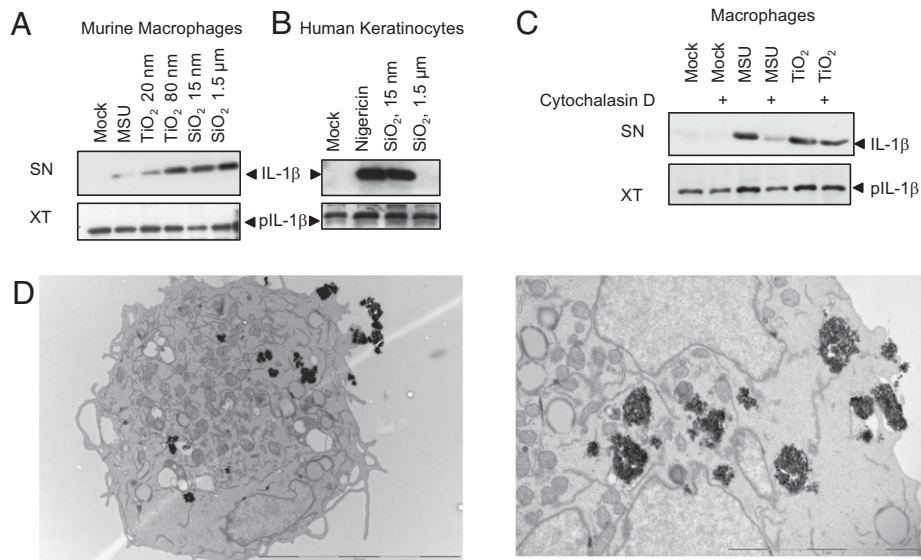 A Murine Macrophages
Mock
MSU
TiO₂ 20 nm
TiO₂ 80 nm
SiO₂ 15 nm
SiO₂ 1.5 µm
SN
XT
IL-1β
pIL-1β
B Human Keratinocytes
Mock
Nigericin
SiO₂, 15 nm
SiO₂, 1.5 µm
C Macrophages
Mock
Mock
MSU
MSU
TiO₂
TiO₂
Cytochalasin D + + +
SN
IL-1β
XT
pIL-1β
D